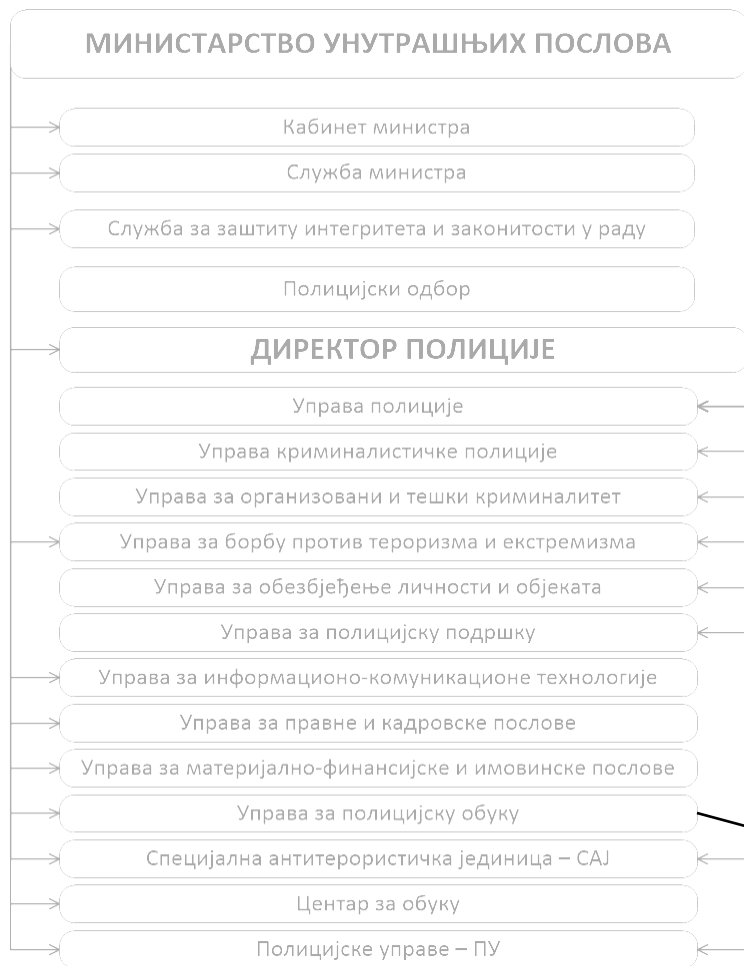 МИНИСТАРСТВО УНУТРАШЊИХ ПОСЛОВА
Кабинет министра
Служба министра
Служба за заштиту интегритета и законитости у раду
Полицијски одбор
ДИРЕКТОР ПОЛИЦИЈЕ
Управа полиције
Управа криминалистичке полиције
Управа за организовани и тешки криминалитет
Управа за борбу против тероризма и екстремизма
Управа за обезбјеђење личности и објеката
Управа за полицијску подршку
Управа за информационо-комуникационе технологије
Управа за правне и кадровске послове
Управа за материјално-финансијске и имовинске послове
Управа за полицијску обуку
Специјална антитерористичка јединица – САЈ
Центар за обуку
Полицијске управе – ПУ